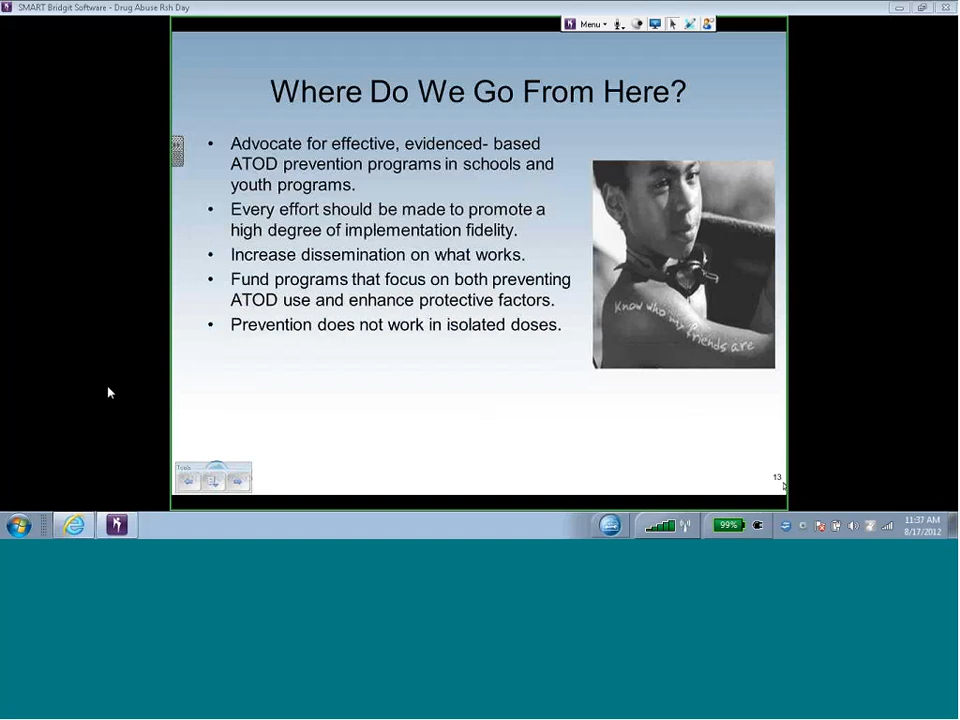 SMART Bridgit Software - Drug Abuse Rsh Day
Menu
Where Do We Go From Here?
• Advocate for effective, evidenced- based
ATOD prevention programs in schools and
youth programs.
• Every effort should be made to promote a
high degree of implementation fidelity.
• Increase dissemination on what works.
• Fund programs that focus on both preventing
ATOD use and enhance protective factors.
• Prevention does not work in isolated doses.
Know who my friends are
Tools
13
99%
11:37 AM
8/17/2012